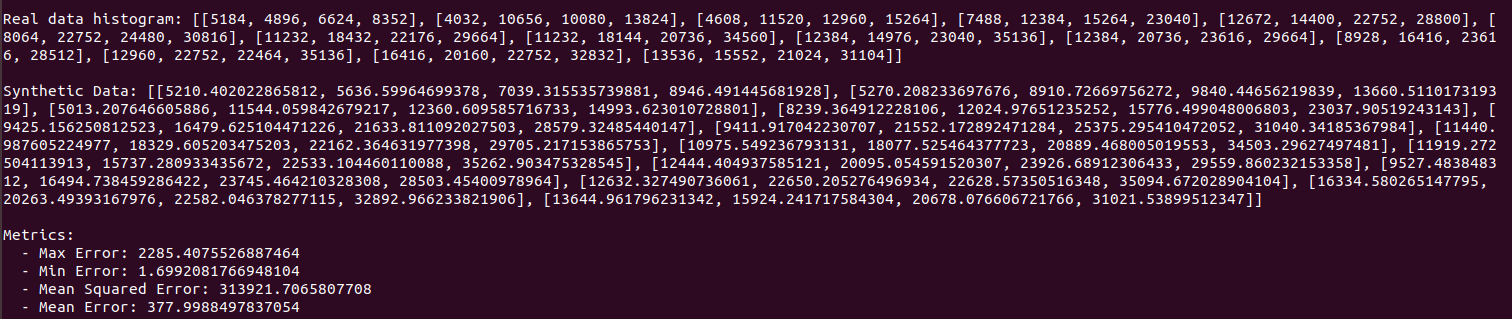 Real data histogram: [[5184, 4896, 6624, 8352], [4032, 10656, 10080, 13824], [4608, 11520, 12960, 15264], [7488, 12384, 15264, 23040], [12672, 14400, 22752, 28800], [
8064, 22752, 24480, 30816], [11232, 18432, 22176, 29664], [11232, 18144, 20736, 34560], [12384, 14976, 23040, 35136], [12384, 20736, 23616, 29664], [8928, 16416, 2361
6, 28512], [12960, 22752, 22464, 35136], [16416, 20160, 22752, 32832], [13536, 15552, 21024, 31104]]
Synthetic Data: [[5210.402022865812, 5636.59964699378, 7039.315535739881, 8946.491445681928], [5270.208233697676, 8910.72669756272, 9840.44656219839, 13660.5110173193
19], [5013.207646605886, 11544.059842679217, 12360.609585716733, 14993.623010728801], [8239.364912228106, 12024.97651235252, 15776.499048006803, 23037.90519243143], [
9425.156250812523, 16479.625104471226, 21633.811092027503, 28579.32485440147], [9411.917042230707, 21552.172892471284, 25375.295410472052, 31040.34185367984], [11440.
987605224977, 18329.605203475203, 22162.364631977398, 29705.217153865753], [10975.549236793131, 18077.525464377723, 20889.468005019553, 34503.29627497481], [11919.272
504113913, 15737.280933435672, 22533.104460110088, 35262.903475328545], [12444.404937585121, 20095.054591520307, 23926.68912306433, 29559.860232153358], [9527.4838483
12, 16494.738459286422, 23745.464210328308, 28503.45400978964], [12632.327490736061, 22650.205276496934, 22628.57350516348, 35094.672028904104], [16334.580265147795, 
20263.49393167976, 22582.046378277115, 32892.966233821906], [13644.961796231342, 15924.241717584304, 20678.076606721766, 31021.53899512347]]
Metrics:
- Max Error: 2285.4075526887464
- Min Error: 1.6992081766948104
- Mean Squared Error: 313921.7065807708
- Mean Error: 377.9988497837054